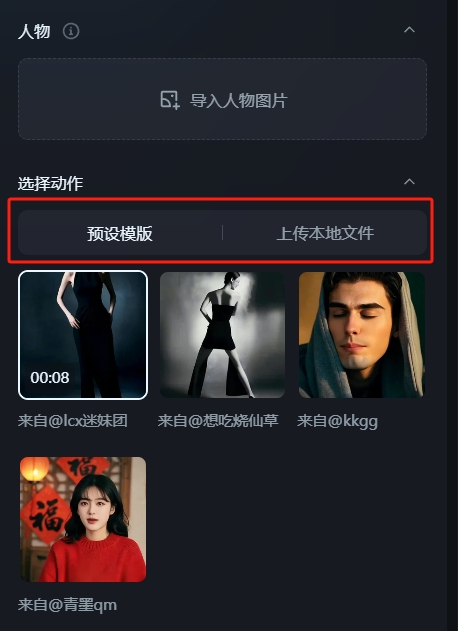 人物
导入人物图片
选择动作
预设模版 | 上传本地文件
00:08
来自@lcx迷妹团 来自@想吃烧仙草 来自@kkgg
福
福
来自@青墨qm